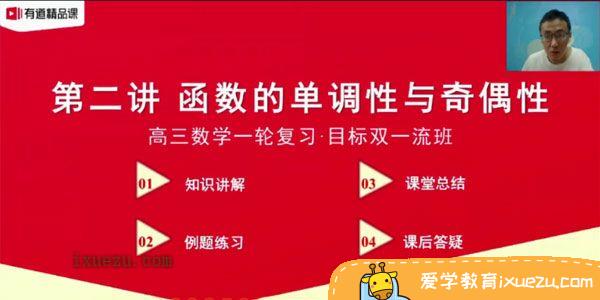 有道精品课
第二讲 函数的单调性与奇偶性
高三数学一轮复习·目标双一流班
01 知识讲解
03 课堂总结
02 例题练习
04 课后答疑
ixuezu.com
爱学教育ixuezu.com